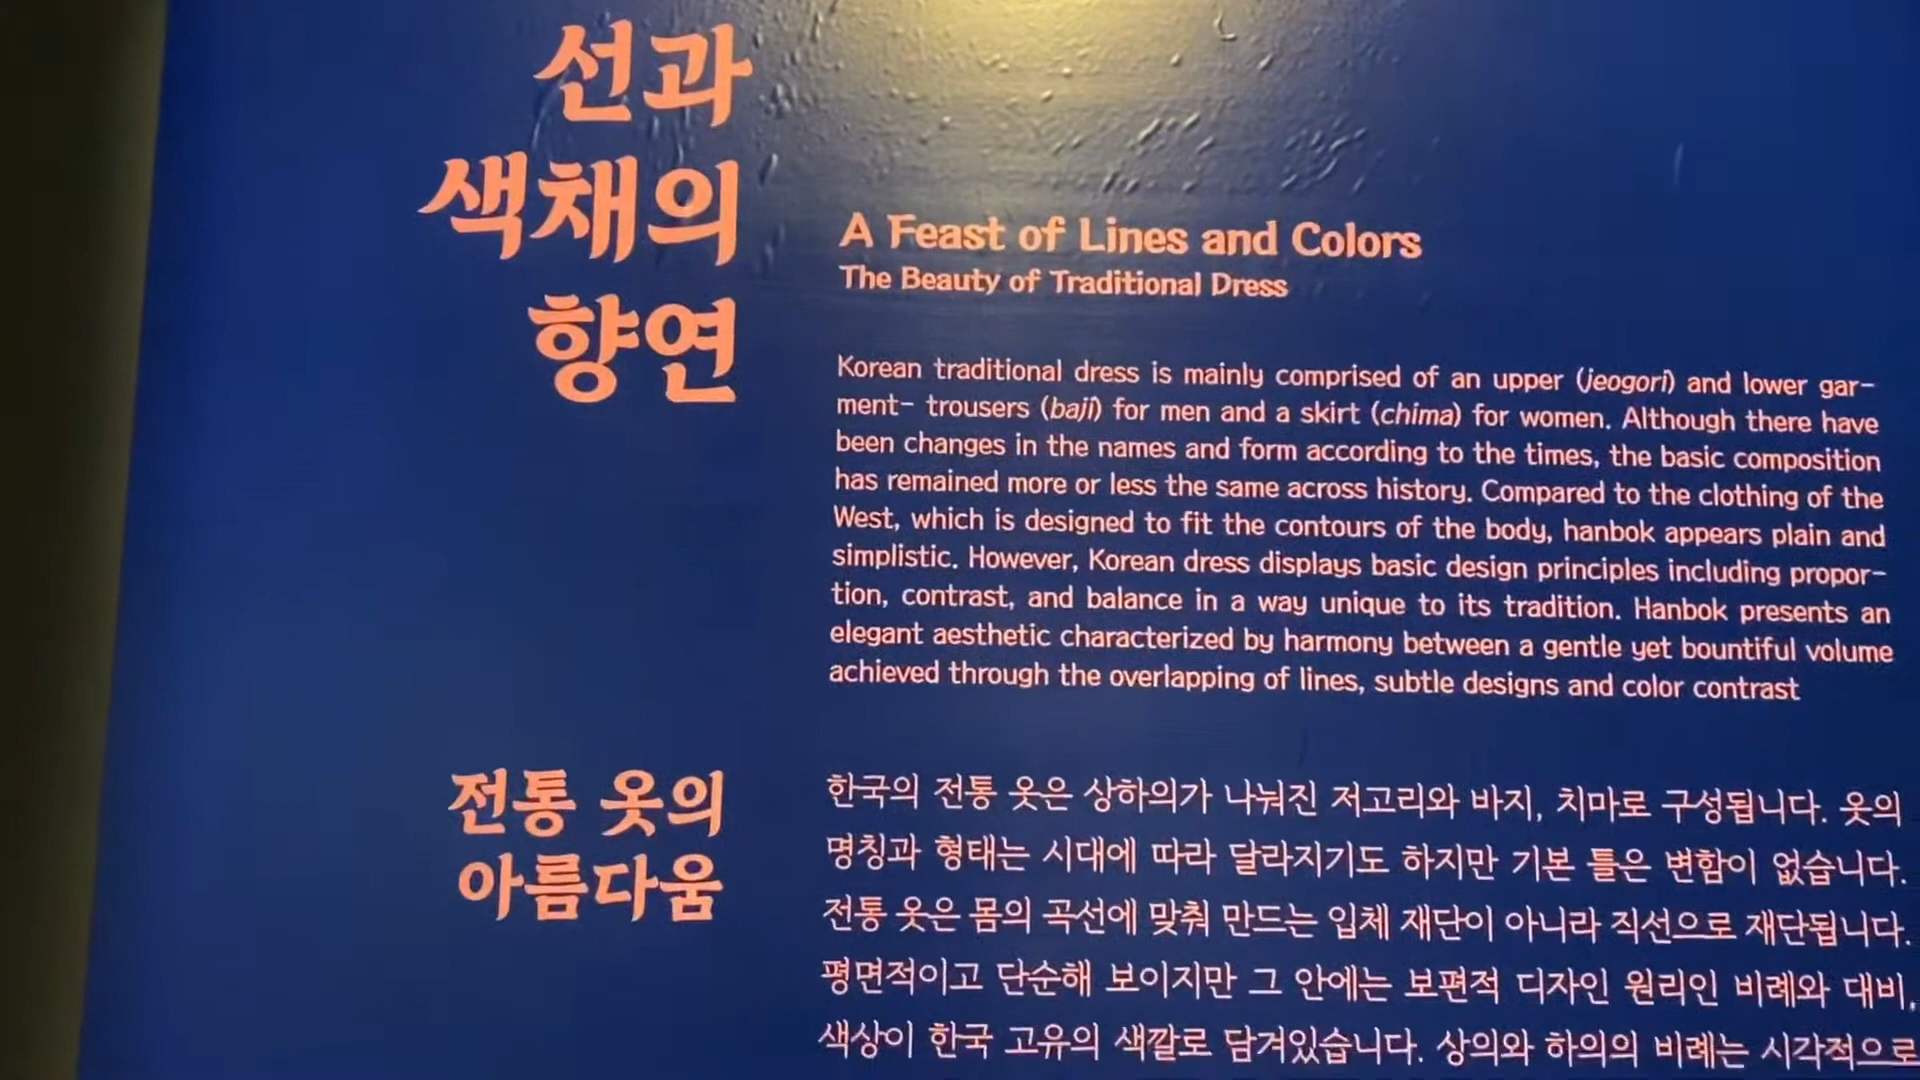 선과
색채의
향연
A Feast of Lines and Colors
The Beauty of Traditional Dress
Korean traditional dress is mainly comprised of an upper (jeogori) and lower gar-
ment- trousers (baji) for men and a skirt (chima) for women. Although there have
been changes in the names and form according to the times, the basic composition
has remained more or less the same across history. Compared to the clothing of the
West, which is designed to fit the contours of the body, hanbok appears plain and
simplistic. However, Korean dress displays basic design principles including propor-
tion, contrast, and balance in a way unique to its tradition. Hanbok presents an
elegant aesthetic characterized by harmony between a gentle yet bountiful volume
achieved through the overlapping of lines, subtle designs and color contrast
전통 옷의
아름다움
한국의 전통 옷은 상하의가 나눠진 저고리와 바지, 치마로 구성됩니다. 옷의
명칭과 형태는 시대에 따라 달라지기도 하지만 기본 틀은 변함이 없습니다.
전통 옷은 몸의 곡선에 맞춰 만드는 입체 재단이 아니라 직선으로 재단됩니다.
평면적이고 단순해 보이지만 그 안에는 보편적 디자인 원리인 비례와 대비,
색상이 한국 고유의 색깔로 담겨있습니다. 상의와 하의의 비례는 시각적으로